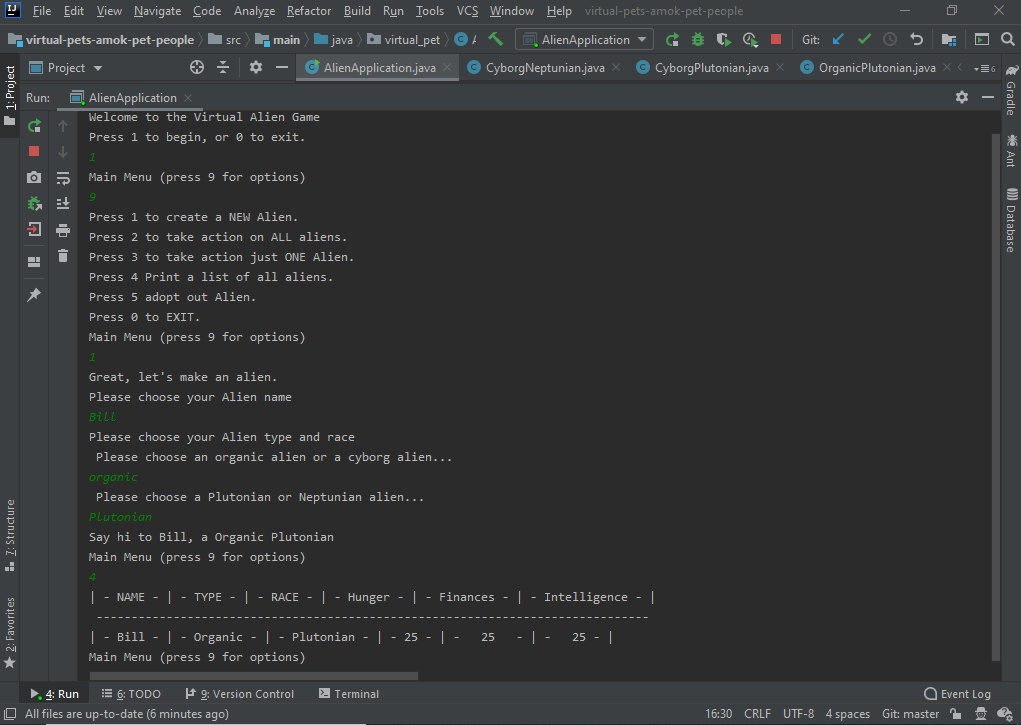 File Edit View Navigate Code Analyze Refactor Build Run Tools VCS Window Help virtual-pets-amok-pet-people
virtual-pets-amok-pet-people src main java virtual_pet AlienApplication Git:
Project AlienApplication.java CyborgNeptunian.java CyborgPlutonian.java OrganicPlutonian.java 6
Run: AlienApplication
Welcome to the Virtual Alien Game
Press 1 to begin, or 0 to exit.
1
Main Menu (press 9 for options)
9
Press 1 to create a NEW Alien.
Press 2 to take action on ALL aliens.
Press 3 to take action just ONE Alien.
Press 4 Print a list of all aliens.
Press 5 adopt out Alien.
Press 0 to EXIT.
Main Menu (press 9 for options)
1
Great, let's make an alien.
Please choose your Alien name
Bill
Please choose your Alien type and race
Please choose an organic alien or a cyborg alien...
organic
Please choose a Plutonian or Neptunian alien...
Plutonian
Say hi to Bill, a Organic Plutonian
Main Menu (press 9 for options)
4
| - NAME - | - TYPE - | - RACE - | - Hunger - | - Finances - | - Intelligence - |
-------------------------------------------------------------------------------
| - Bill - | - Organic - | - Plutonian - | - 25 - | -   25   - | -   25 - |
Main Menu (press 9 for options)
1: Project
7: Structure
2: Favorites
Gradle
Ant
Database
4: Run 6: TODO 9: Version Control Terminal Event Log
All files are up-to-date (6 minutes ago) 16:30 CRLF UTF-8 4 spaces Git: master